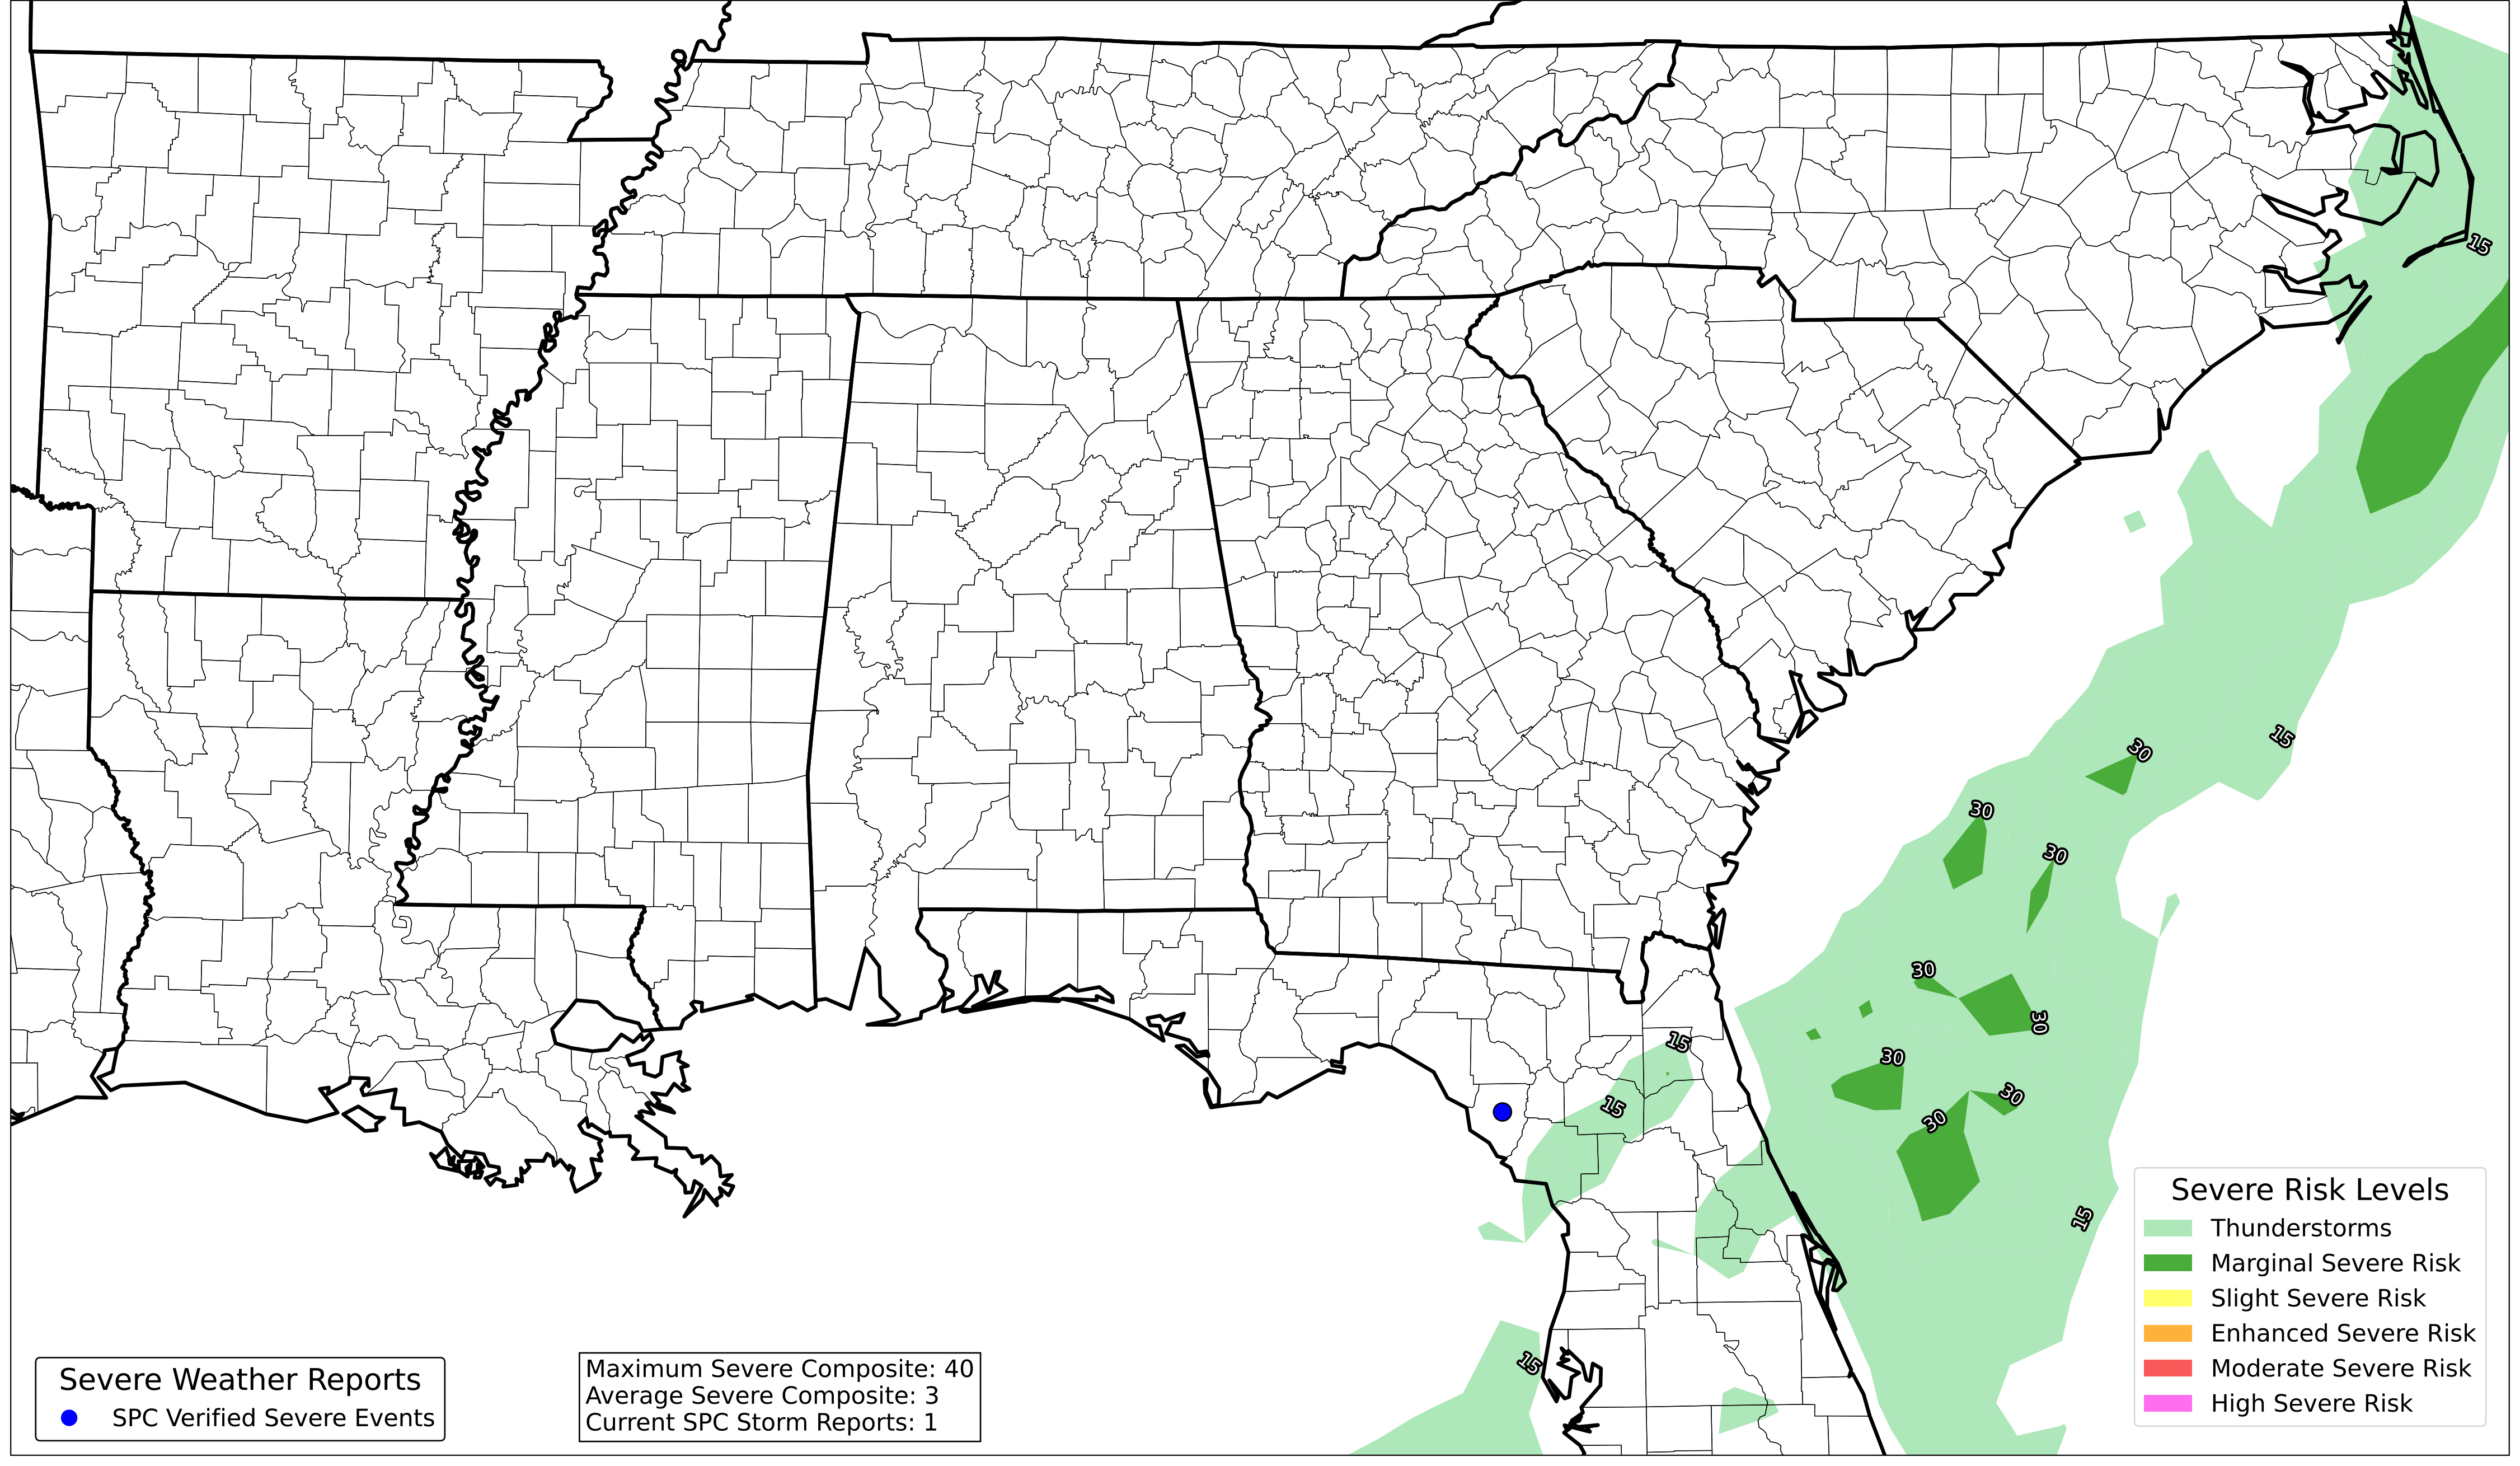 15
15
30
30
30
30
30
15
30
15
30
30
15
15
Severe Risk Levels
Thunderstorms
Marginal Severe Risk
Slight Severe Risk
Enhanced Severe Risk
Moderate Severe Risk
High Severe Risk
Severe Weather Reports
SPC Verified Severe Events
Maximum Severe Composite: 40
Average Severe Composite: 3
Current SPC Storm Reports: 1